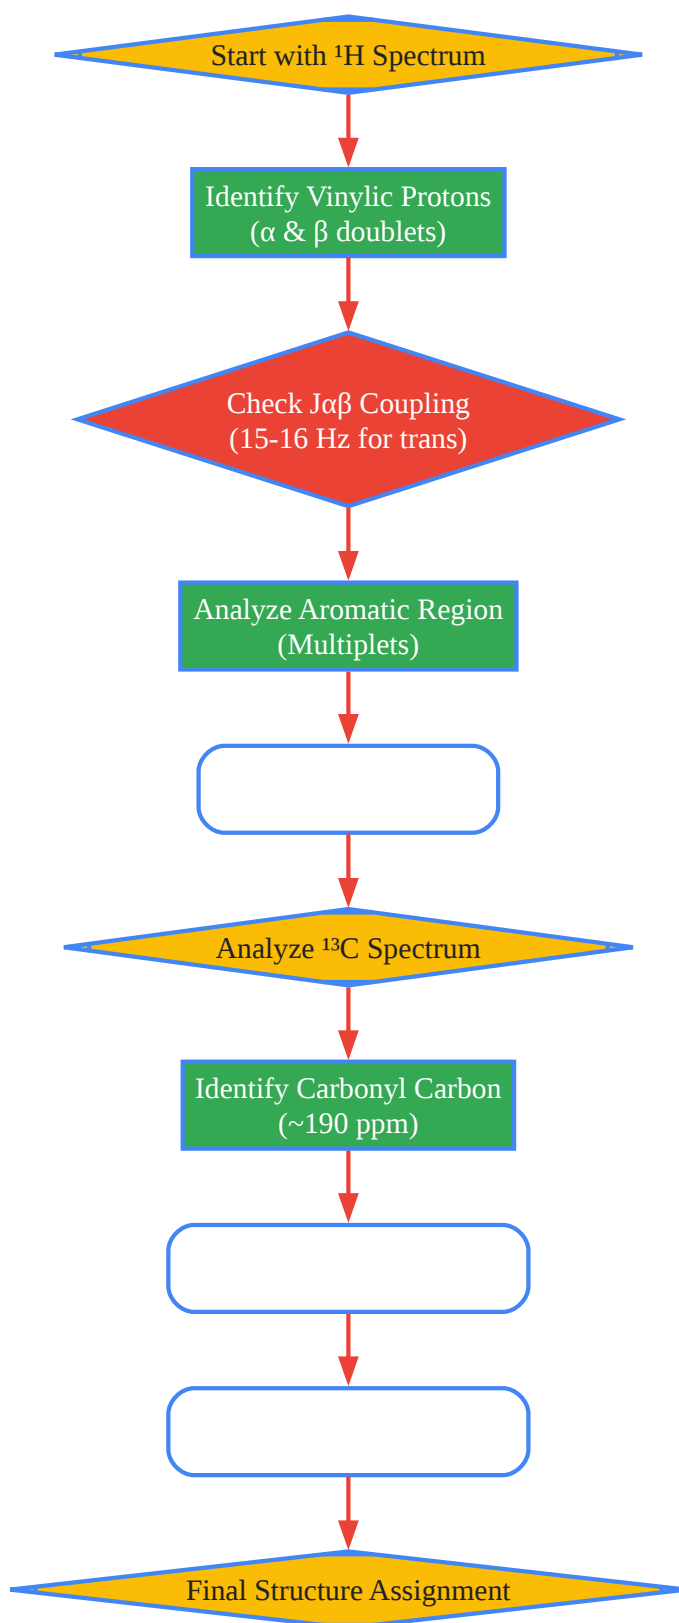 Start with ¹H Spectrum
Identify Vinylic Protons
(α & β doublets)
Check Jαβ Coupling
(15-16 Hz for trans)
Analyze Aromatic Region
(Multiplets)
Analyze ¹³C Spectrum
Identify Carbonyl Carbon
(~190 ppm)
Final Structure Assignment